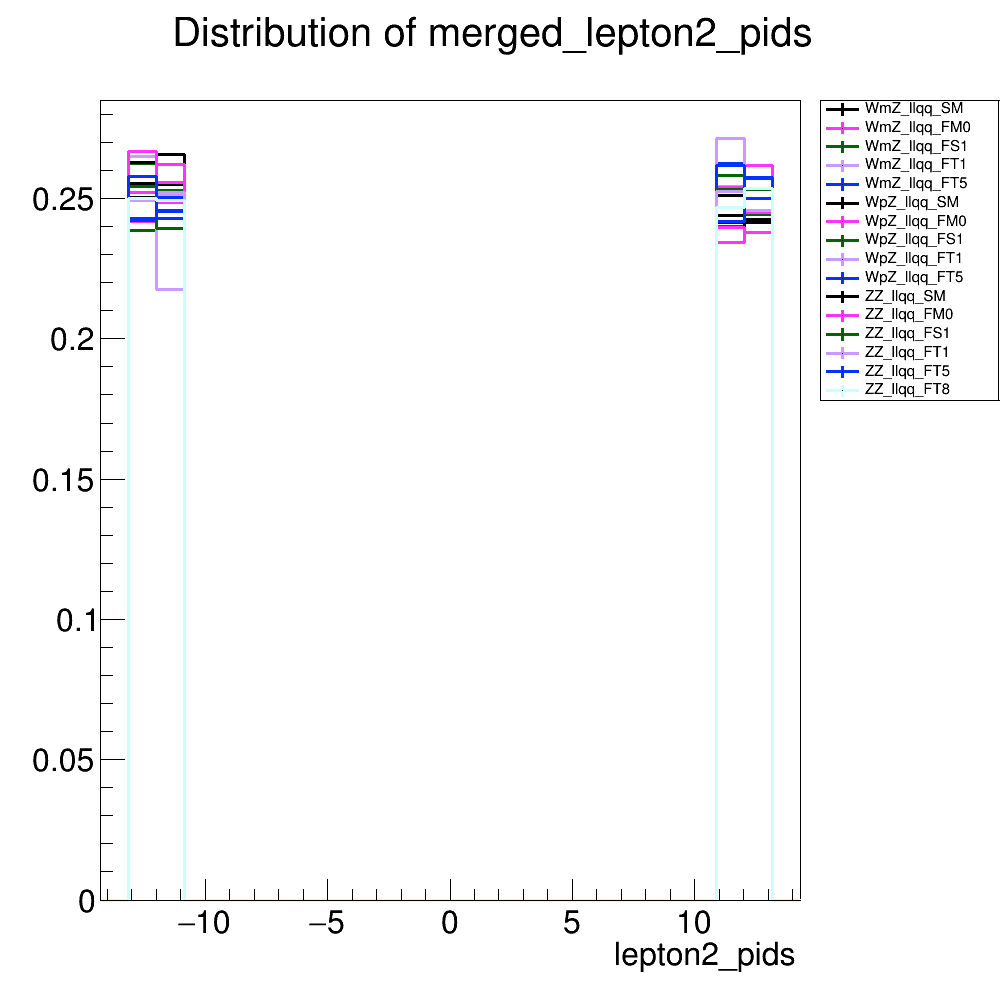 Distribution of merged_lepton2_pids
WmZ_llqq_SM
WmZ_llqq_FM0
WmZ_llqq_FS1
WmZ_llqq_FT1
WmZ_llqq_FT5
WpZ_llqq_SM
WpZ_llqq_FM0
WpZ_llqq_FS1
WpZ_llqq_FT1
WpZ_llqq_FT5
ZZ_llqq_SM
ZZ_llqq_FM0
ZZ_llqq_FS1
ZZ_llqq_FT1
ZZ_llqq_FT5
ZZ_llqq_FT8
0.25
0.2
0.15
0.1
0.05
0
−10 −5 0 5 10
lepton2_pids